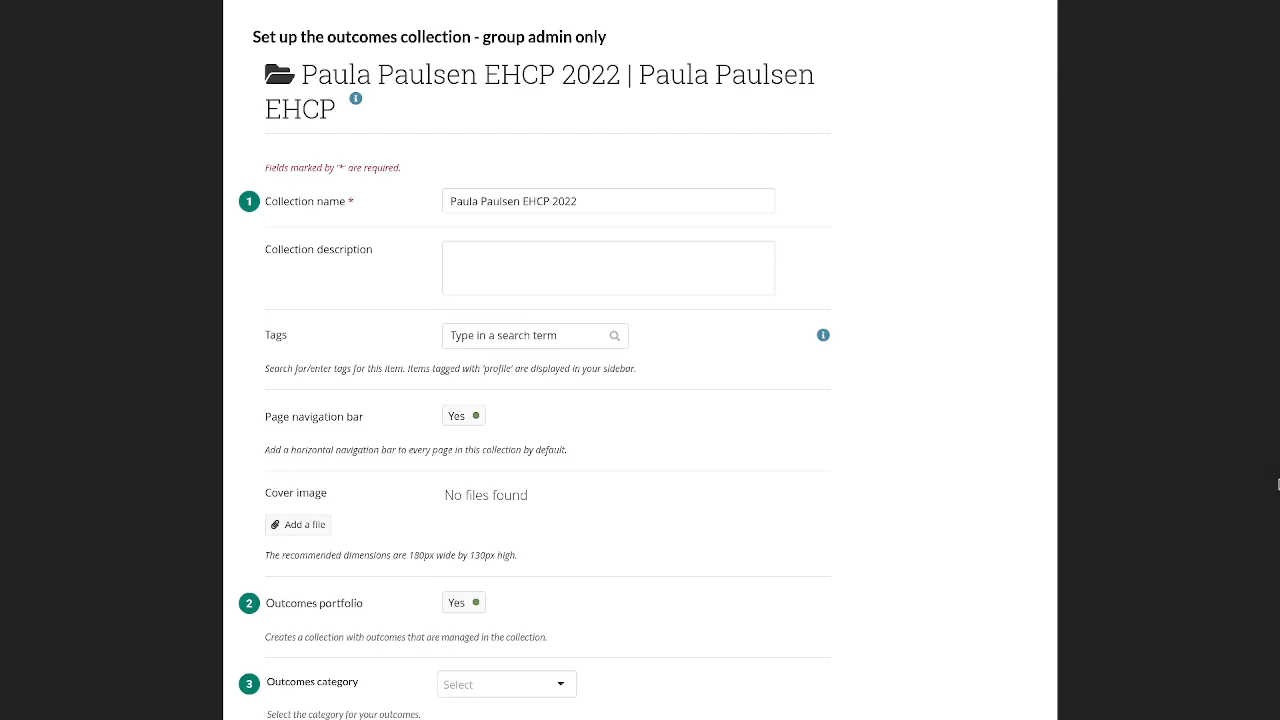 Set up the outcomes collection - group admin only
Paula Paulsen EHCP 2022 | Paula Paulsen
EHCP
Fields marked by '*' are required.
1 Collection name * Paula Paulsen EHCP 2022
Collection description
Tags Type in a search term
Search for/enter tags for this item. Items tagged with 'profile' are displayed in your sidebar.
Page navigation bar Yes
Add a horizontal navigation bar to every page in this collection by default.
Cover image No files found
Add a file
The recommended dimensions are 180px wide by 130px high.
2 Outcomes portfolio Yes
Creates a collection with outcomes that are managed in the collection.
3 Outcomes category Select
Select the category for your outcomes.